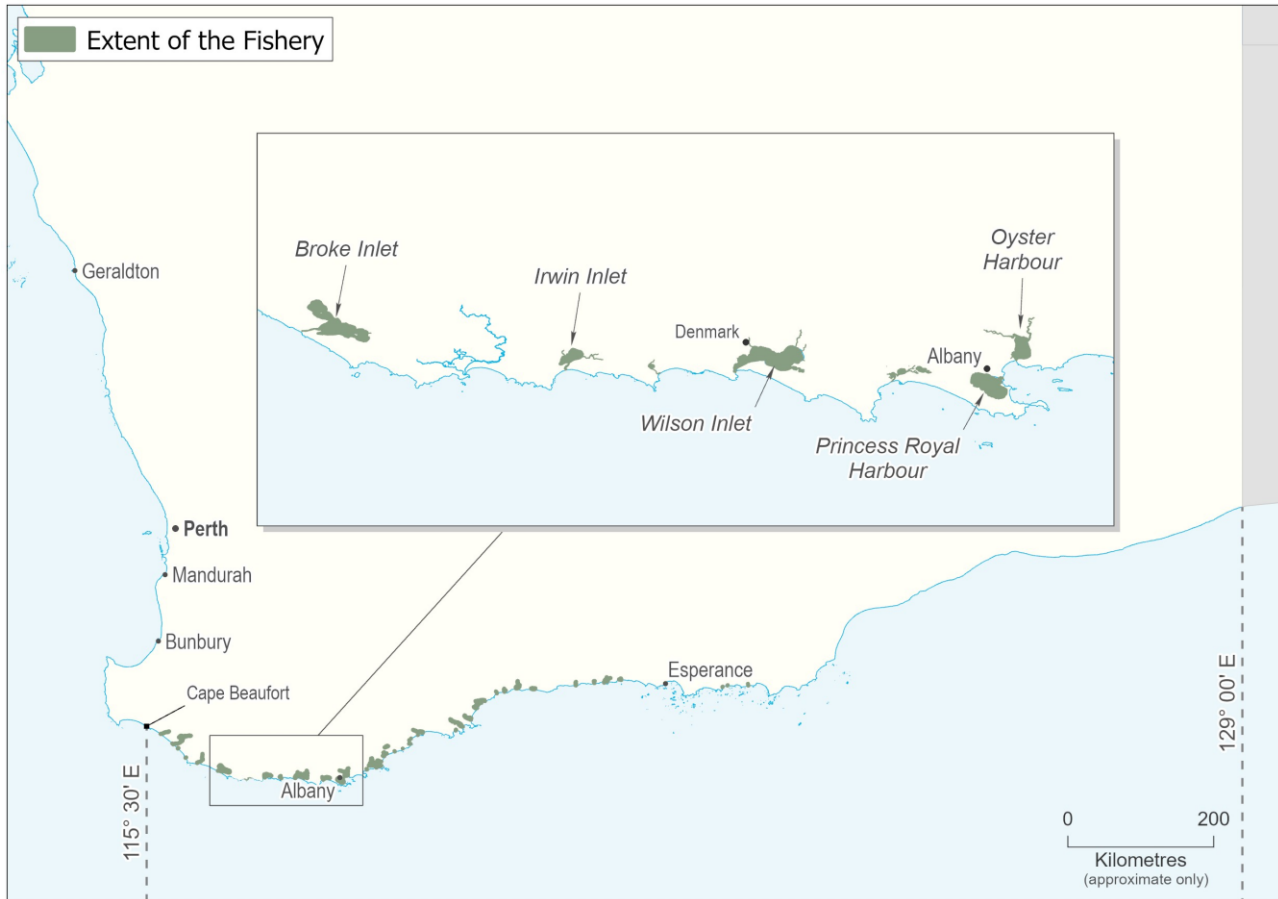 Extent of the Fishery
Broke Inlet
Irwin Inlet
Oyster
Harbour
Denmark
Albany
Wilson Inlet
Princess Royal
Harbour
Geraldton
Perth
Mandurah
Bunbury
Cape Beaufort
Esperance
Albany
115° 30' E
129° 00' E
0
200
Kilometres
(approximate only)